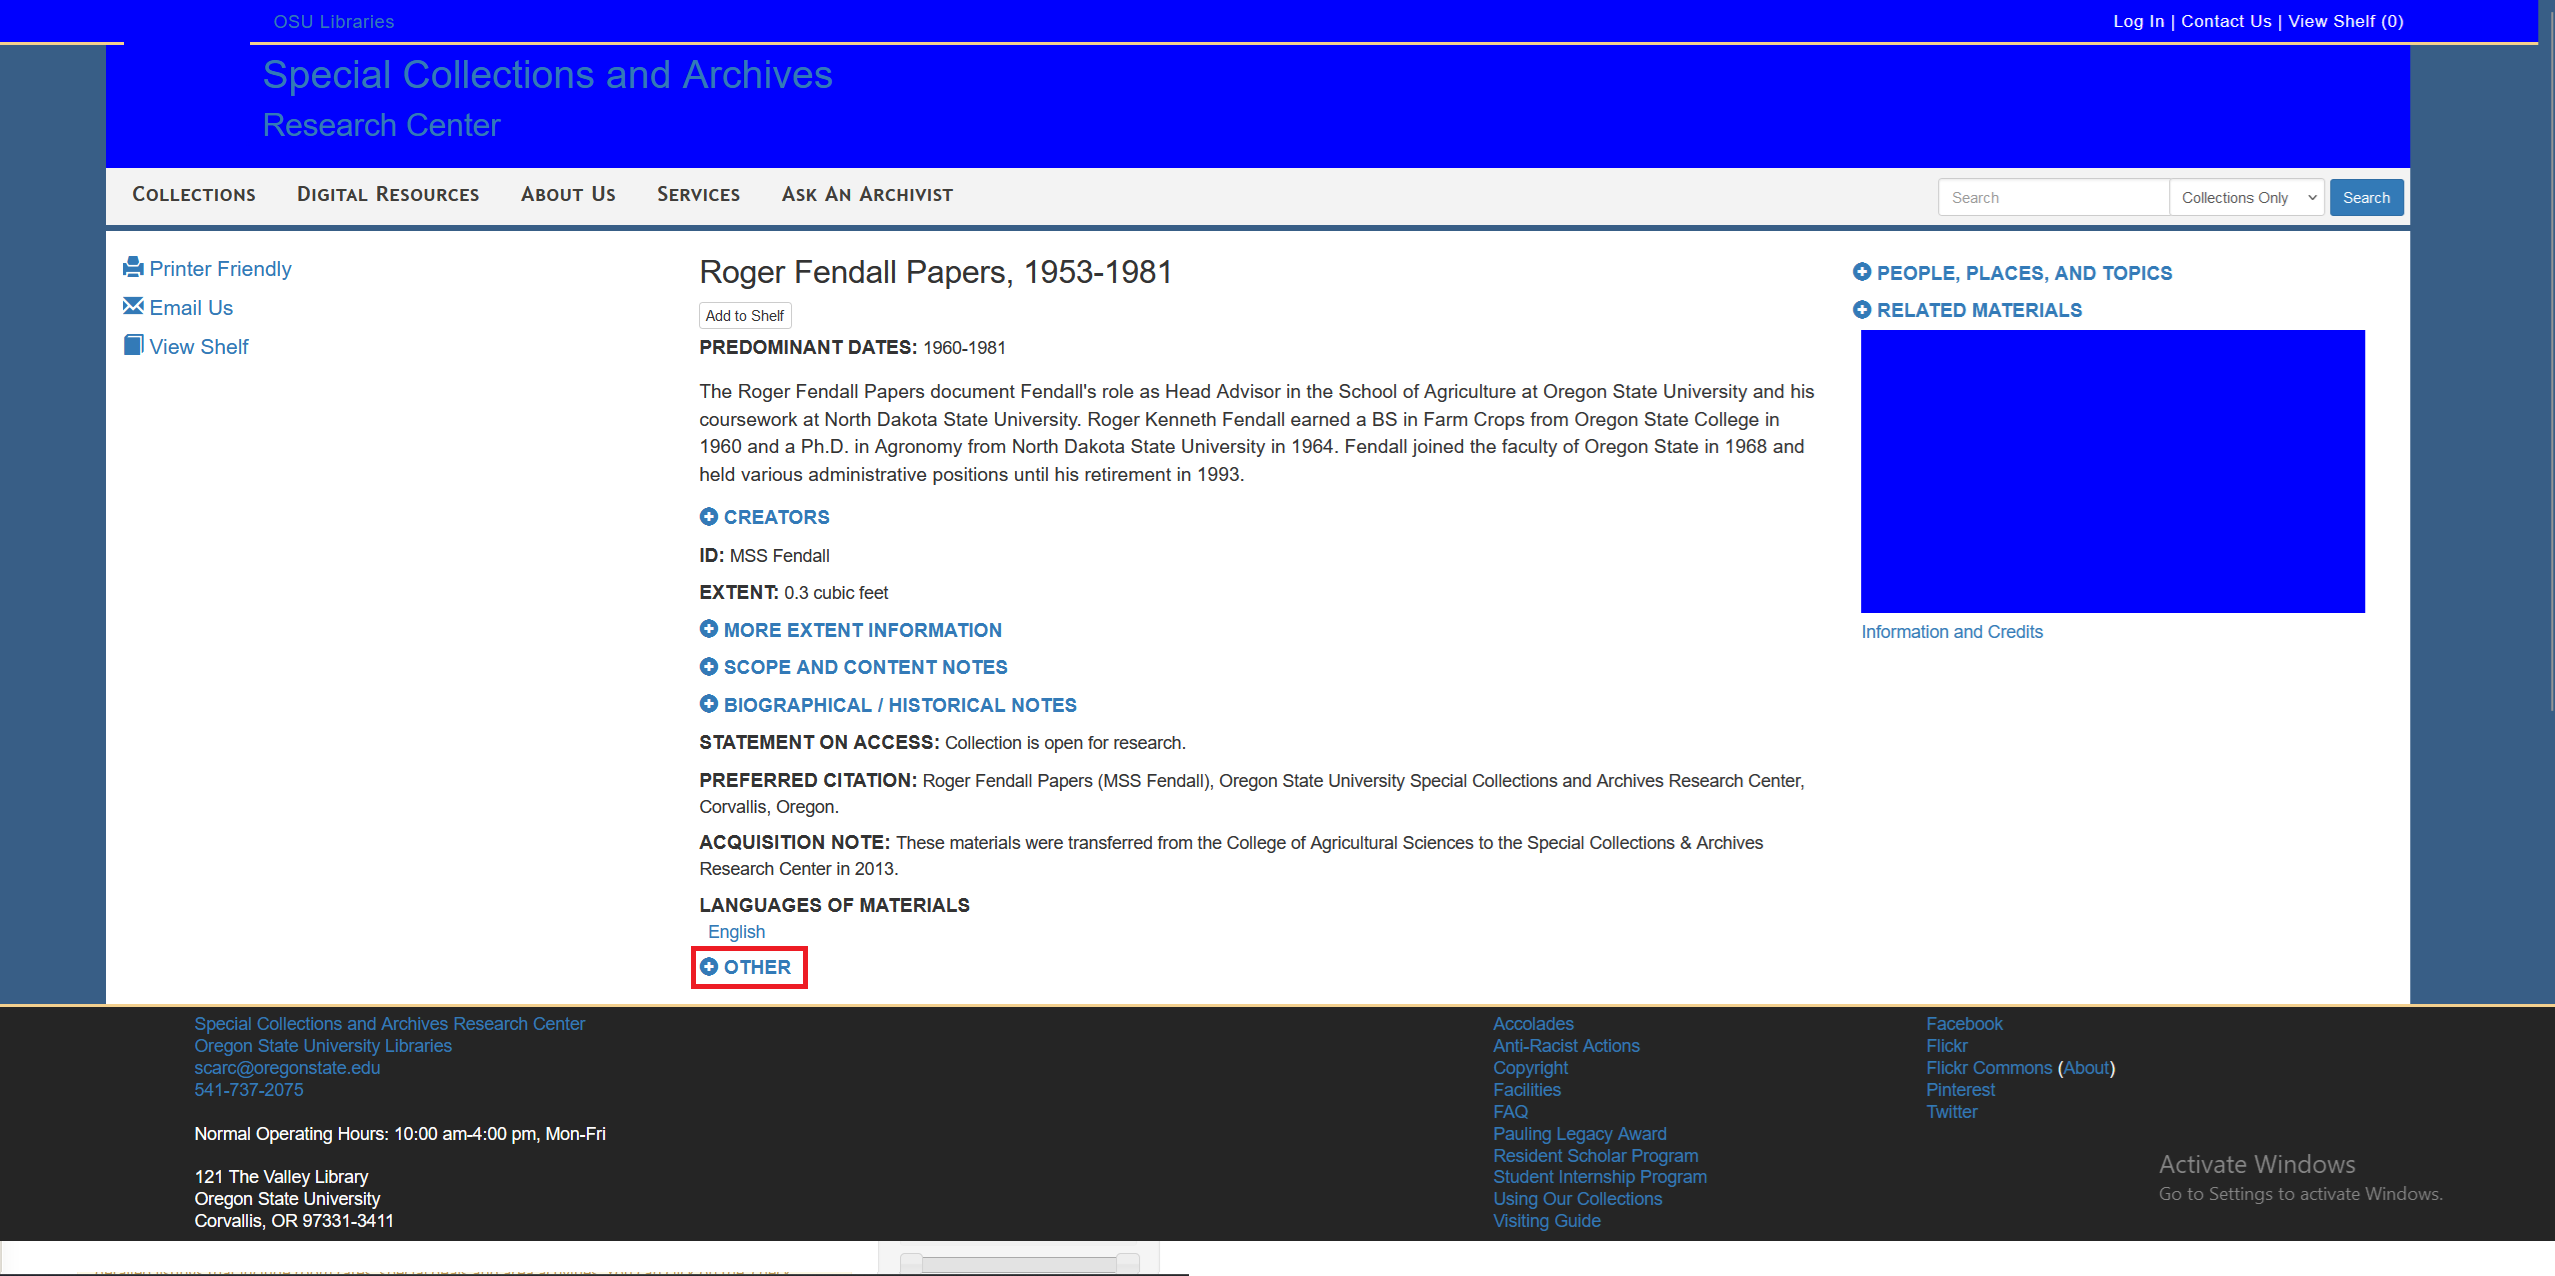 OSU Libraries
Log In | Contact Us | View Shelf (0)
Special Collections and Archives
Research Center
Collections Digital Resources About Us Services Ask An Archivist
Search Collections Only Search
Printer Friendly
Email Us
View Shelf
Roger Fendall Papers, 1953-1981
Add to Shelf
PREDOMINANT DATES: 1960-1981
The Roger Fendall Papers document Fendall's role as Head Advisor in the School of Agriculture at Oregon State University and his
coursework at North Dakota State University. Roger Kenneth Fendall earned a BS in Farm Crops from Oregon State College in
1960 and a Ph.D. in Agronomy from North Dakota State University in 1964. Fendall joined the faculty of Oregon State in 1968 and
held various administrative positions until his retirement in 1993.
CREATORS
ID: MSS Fendall
EXTENT: 0.3 cubic feet
MORE EXTENT INFORMATION
SCOPE AND CONTENT NOTES
BIOGRAPHICAL / HISTORICAL NOTES
STATEMENT ON ACCESS: Collection is open for research.
PREFERRED CITATION: Roger Fendall Papers (MSS Fendall), Oregon State University Special Collections and Archives Research Center,
Corvallis, Oregon.
ACQUISITION NOTE: These materials were transferred from the College of Agricultural Sciences to the Special Collections & Archives
Research Center in 2013.
LANGUAGES OF MATERIALS
English
OTHER
PEOPLE, PLACES, AND TOPICS
RELATED MATERIALS
Information and Credits
Special Collections and Archives Research Center
Oregon State University Libraries
scarc@oregonstate.edu
541-737-2075
Normal Operating Hours: 10:00 am-4:00 pm, Mon-Fri
121 The Valley Library
Oregon State University
Corvallis, OR 97331-3411
Accolades
Anti-Racist Actions
Copyright
Facilities
FAQ
Pauling Legacy Award
Resident Scholar Program
Student Internship Program
Using Our Collections
Visiting Guide
Facebook
Flickr
Flickr Commons (About)
Pinterest
Twitter
Activate Windows
Go to Settings to activate Windows.